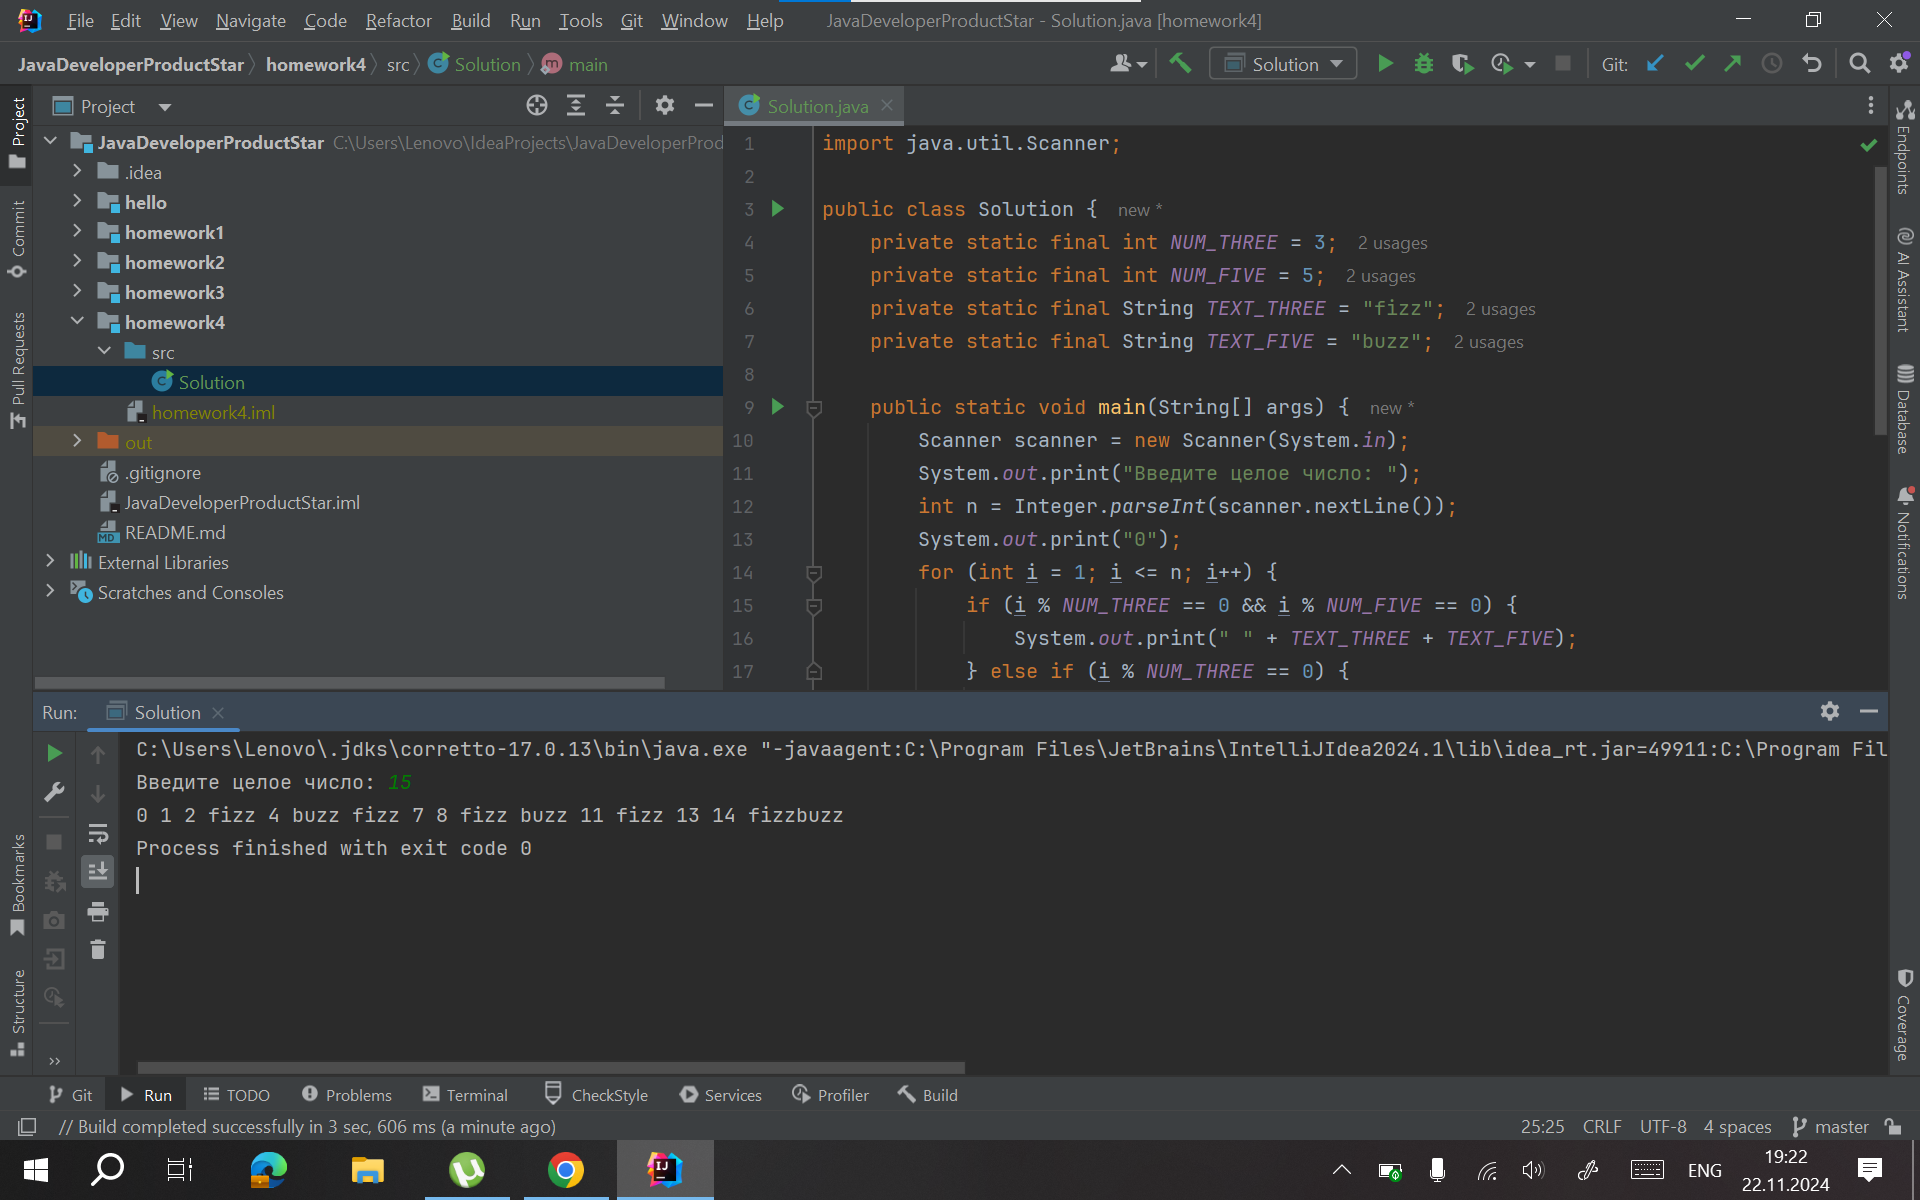 File Edit View Navigate Code Refactor Build Run Tools Git Window Help JavaDeveloperProductStar - Solution.java [homework4]
JavaDeveloperProductStar homework4 src Solution main Solution Git:
Project
Commit
Pull Requests
Bookmarks
Structure
Project
JavaDeveloperProductStar C:\Users\Lenovo\IdeaProjects\JavaDeveloperProd
.idea
hello
homework1
homework2
homework3
homework4
src
Solution
homework4.iml
out
.gitignore
JavaDeveloperProductStar.iml
README.md
External Libraries
Scratches and Consoles
Solution.java
1 import java.util.Scanner;
2
3 public class Solution { new *
4 private static final int NUM_THREE = 3; 2 usages
5 private static final int NUM_FIVE = 5; 2 usages
6 private static final String TEXT_THREE = "fizz"; 2 usages
7 private static final String TEXT_FIVE = "buzz"; 2 usages
8
9 public static void main(String[] args) { new *
10 Scanner scanner = new Scanner(System.in);
11 System.out.print("Введите целое число: ");
12 int n = Integer.parseInt(scanner.nextLine());
13 System.out.print("0");
14 for (int i = 1; i <= n; i++) {
15 if (i % NUM_THREE == 0 && i % NUM_FIVE == 0) {
16 System.out.print(" " + TEXT_THREE + TEXT_FIVE);
17 } else if (i % NUM_THREE == 0) {
Endpoints
AI Assistant
Database
Notifications
Coverage
Run: Solution
C:\Users\Lenovo\.jdks\corretto-17.0.13\bin\java.exe "-javaagent:C:\Program Files\JetBrains\IntelliJIdea2024.1\lib\idea_rt.jar=49911:C:\Program Fil
Введите целое число: 15
0 1 2 fizz 4 buzz fizz 7 8 fizz buzz 11 fizz 13 14 fizzbuzz
Process finished with exit code 0
Git Run TODO Problems Terminal CheckStyle Services Profiler Build
// Build completed successfully in 3 sec, 606 ms (a minute ago) 25:25 CRLF UTF-8 4 spaces master
ENG 19:22
22.11.2024